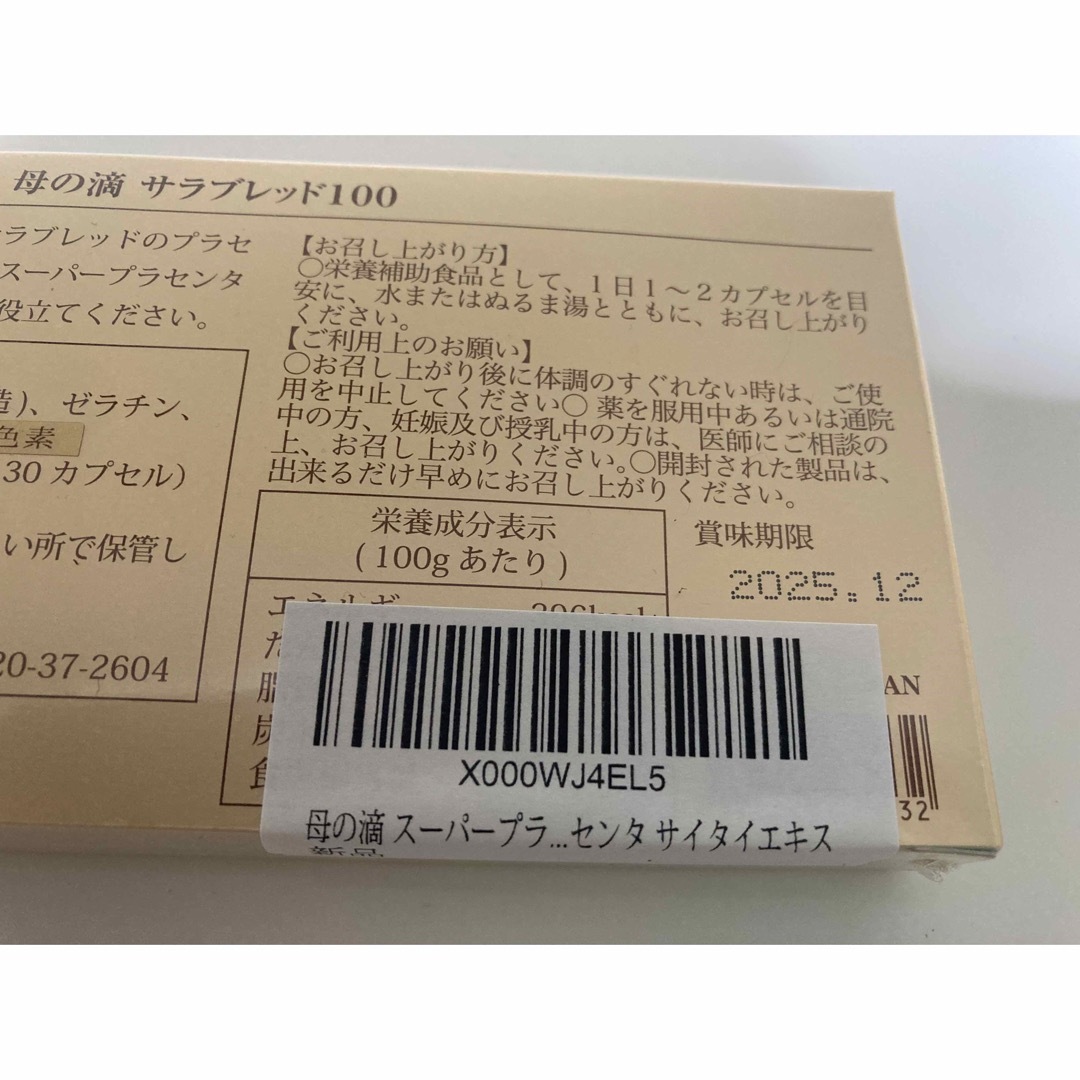 母の滴 サラブレッド100
ラブレッドのプラセ
スーパープラセンタ
役立てください。
造)、ゼラチン、
色素
30 カプセル)
い所で保管し
20-37-2604
【お召し上がり方】
○栄養補助食品として、1日1〜2カプセルを目
安に、水またはぬるま湯とともに、お召し上がり
ください。
【ご利用上のお願い】
○お召し上がり後に体調のすぐれない時は、ご使
用を中止してください○ 薬を服用中あるいは通院
中の方、妊娠及び授乳中の方は、医師にご相談の
上、お召し上がりください。○開封された製品は、
出来るだけ早めにお召し上がりください。
栄養成分表示
( 100g あたり )
エネルギ
た
脂
炭
食
賞味期限
2025.12
AN
32
X000WJ4EL5
母の滴 スーパープラ...センタ サイタイエキス
新品